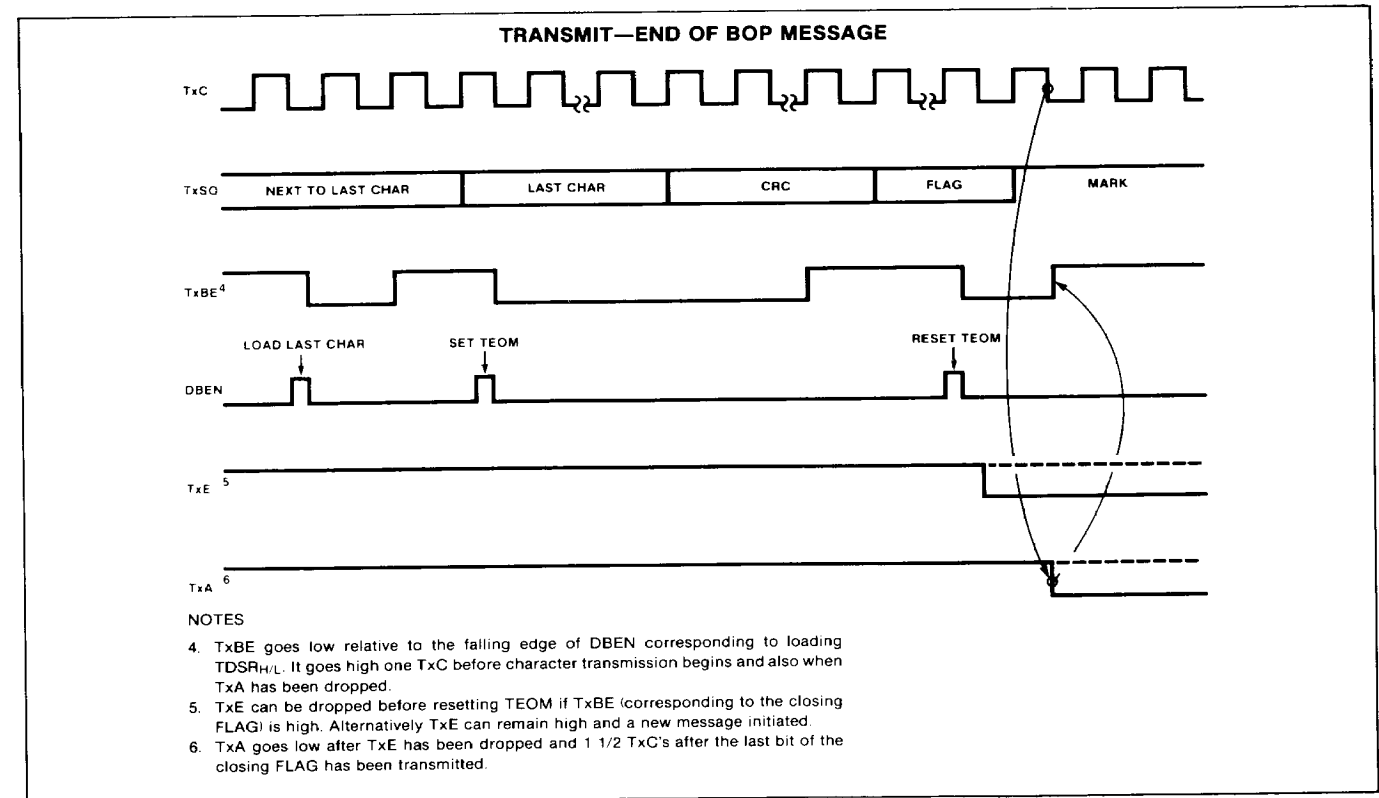 TRANSMIT—END OF BOP MESSAGE
TxC
TxSO NEXT TO LAST CHAR LAST CHAR CRC FLAG MARK
TxBE4
LOAD LAST CHAR SET TEOM RESET TEOM
DBEN
TxE 5
TxA 6
NOTES
4. TxBE goes low relative to the falling edge of DBEN corresponding to loading
TDSRH/L. It goes high one TxC before character transmission begins and also when
TxA has been dropped.
5. TxE can be dropped before resetting TEOM if TxBE (corresponding to the closing
FLAG) is high. Alternatively TxE can remain high and a new message initiated.
6. TxA goes low after TxE has been dropped and 1 1/2 TxC's after the last bit of the
closing FLAG has been transmitted.